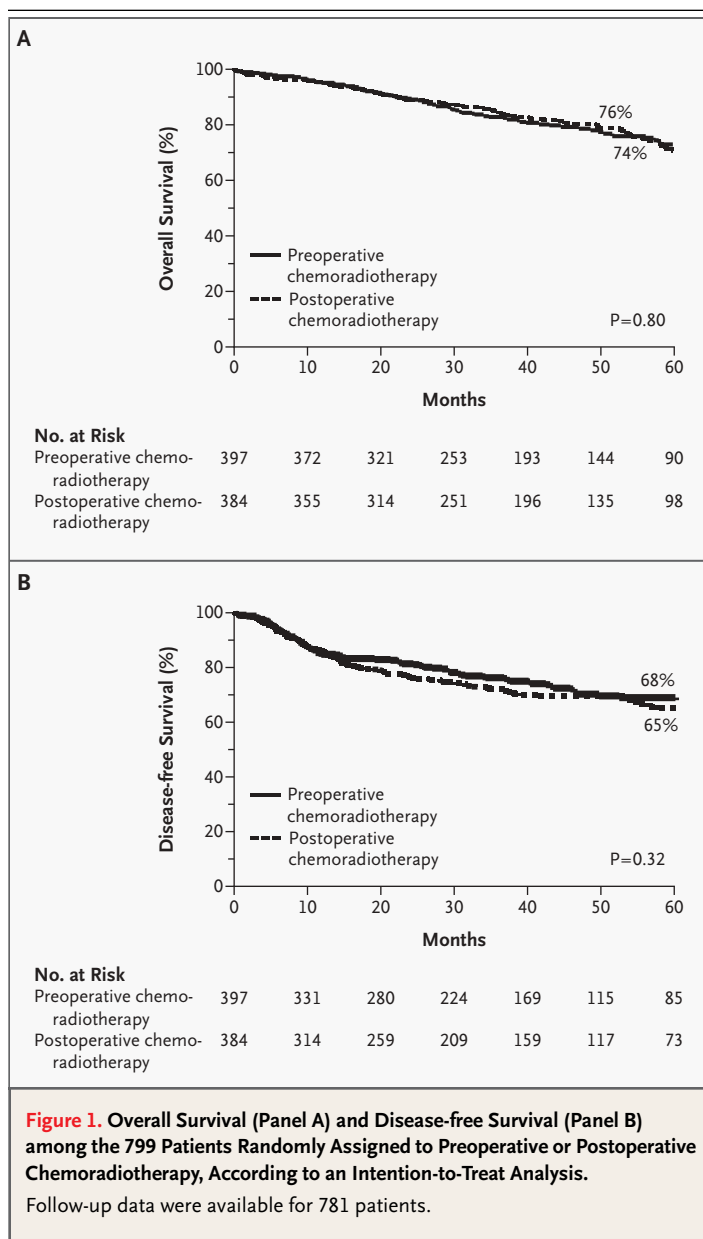 A
100
80
60
40
20
0
Overall Survival (%)
76%
74%
Preoperative
chemoradiotherapy
Postoperative
chemoradiotherapy
P=0.80
0 10 20 30 40 50 60
Months
No. at Risk
Preoperative chemo-
radiotherapy
397 372 321 253 193 144 90
Postoperative chemo-
radiotherapy
384 355 314 251 196 135 98
B
100
80
60
40
20
0
Disease-free Survival (%)
68%
65%
Preoperative
chemoradiotherapy
Postoperative
chemoradiotherapy
P=0.32
0 10 20 30 40 50 60
Months
No. at Risk
Preoperative chemo-
radiotherapy
397 331 280 224 169 115 85
Postoperative chemo-
radiotherapy
384 314 259 209 159 117 73
Figure 1. Overall Survival (Panel A) and Disease-free Survival (Panel B)
among the 799 Patients Randomly Assigned to Preoperative or Postoperative
Chemoradiotherapy, According to an Intention-to-Treat Analysis.
Follow-up data were available for 781 patients.